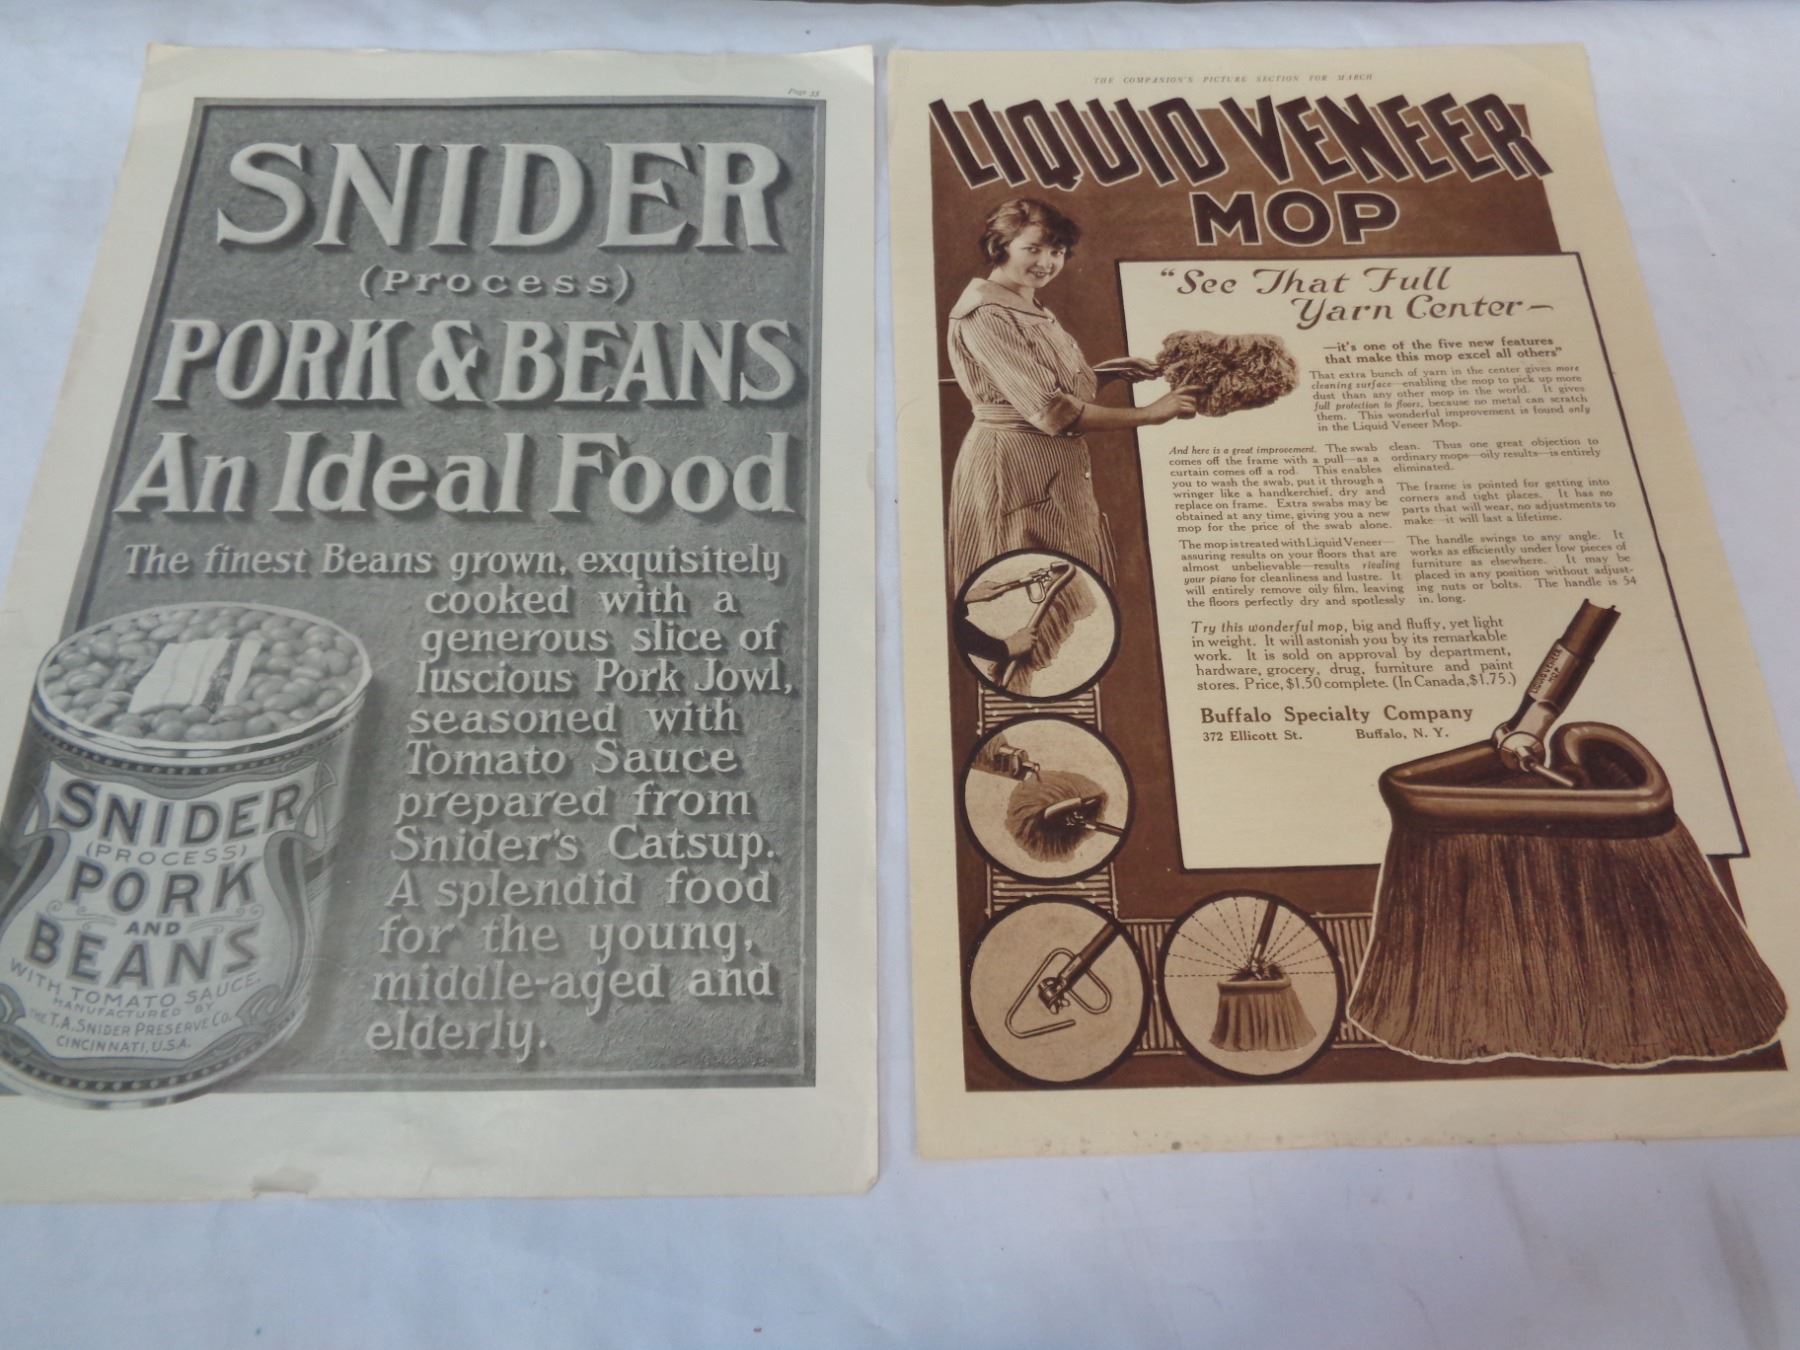 Page 33
SNIDER
(Process)
PORK & BEANS
An Ideal Food
The finest Beans grown, exquisitely
cooked with a
generous slice of
luscious Pork Jowl,
seasoned with
Tomato Sauce
prepared from
Snider's Catsup.
A splendid food
for the young,
middle-aged and
elderly.
SNIDER
(PROCESS)
PORK
AND
BEANS
WITH TOMATO SAUCE.
MANUFACTURED BY
THE T.A. SNIDER PRESERVE CO.
CINCINNATI, U.S.A.
THE COMPANION'S PICTURE SECTION FOR MARCH
LIQUID VENEER
MOP
"See That Full
Yarn Center—
—it's one of the five new features
that make this mop excel all others"
That extra bunch of yarn in the center gives more
cleaning surface—enabling the mop to pick up more
dust than any other mop in the world. It gives
full protection to floors, because no metal can scratch
them. This wonderful improvement is found only
in the Liquid Veneer Mop.
And here is a great improvement. The swab
comes off the frame with a pull—as a
curtain comes off a rod. This enables
you to wash the swab, put it through a
wringer like a handkerchief, dry and
replace on frame. Extra swabs may be
obtained at any time, giving you a new
mop for the price of the swab alone.
The mop is treated with Liquid Veneer—
assuring results on your floors that are
almost unbelievable—results rivaling
your piano for cleanliness and lustre. It
will entirely remove oily film, leaving
the floors perfectly dry and spotlessly
clean. Thus one great objection to
ordinary mops—oily results—is entirely
eliminated.
The frame is pointed for getting into
corners and tight places. It has no
parts that will wear, no adjustments to
make—it will last a lifetime.
The handle swings to any angle. It
works as efficiently under low pieces of
furniture as elsewhere. It may be
placed in any position without adjust-
ing nuts or bolts. The handle is 54
in. long.
Try this wonderful mop, big and fluffy, yet light
in weight. It will astonish you by its remarkable
work. It is sold on approval by department,
hardware, grocery, drug, furniture and paint
stores. Price, $1.50 complete. (In Canada, $1.75.)
Buffalo Specialty Company
372 Ellicott St. Buffalo, N. Y.
LIQUID VENEER
MOP